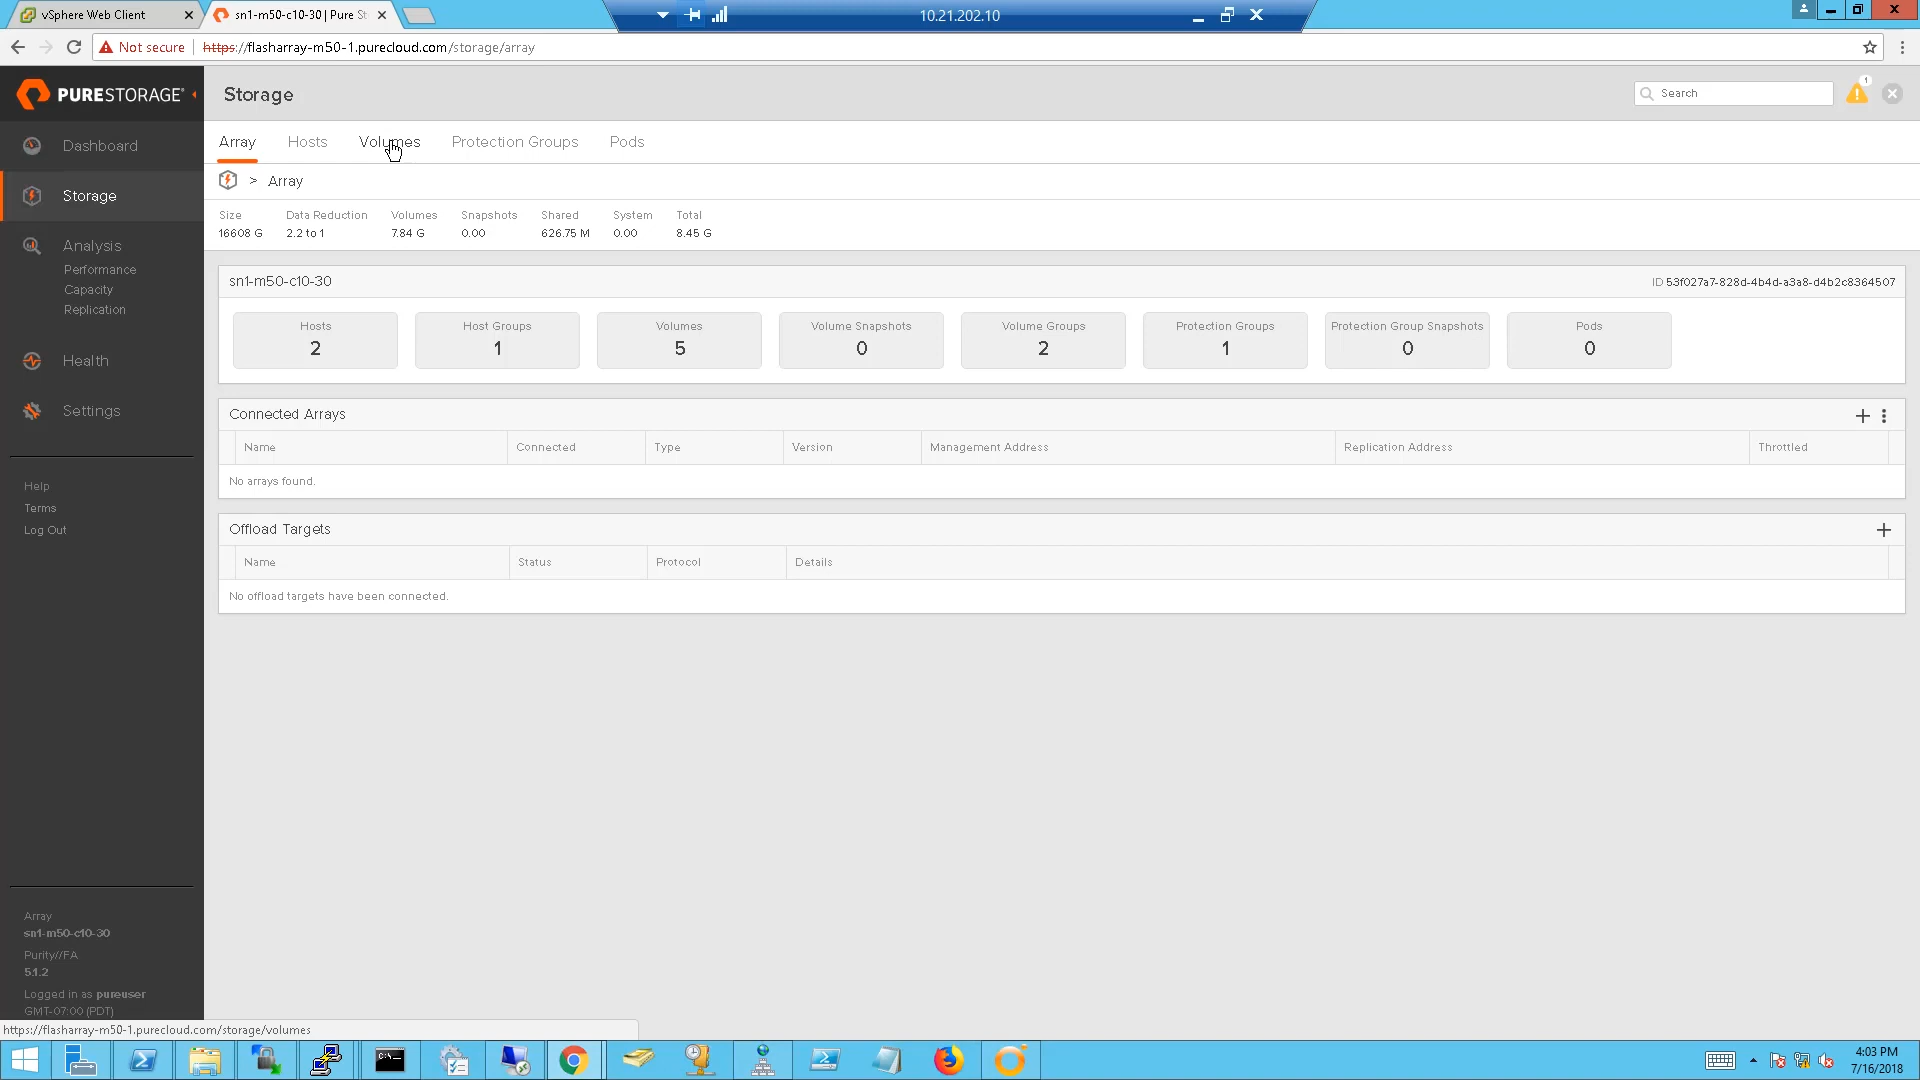 vSphere Web Client
sn1-m50-c10-30 | Pure St
10.21.202.10
Not secure
https://flasharray-m50-1.purecloud.com/storage/array
PURESTORAGE
Storage
Search
1
Dashboard
Storage
Analysis
Performance
Capacity
Replication
Health
Settings
Help
Terms
Log Out
Array
sn1-m50-c10-30
Purity//FA
5.1.2
Logged in as pureuser
GMT-07:00 (PDT)
Array Hosts Volumes Protection Groups Pods
> Array
Size Data Reduction Volumes Snapshots Shared System Total
16608 G 2.2 to 1 7.84 G 0.00 626.75 M 0.00 8.45 G
sn1-m50-c10-30
ID 53f027a7-828d-4b4d-a3a8-d4b2c8364507
Hosts Host Groups Volumes Volume Snapshots Volume Groups Protection Groups Protection Group Snapshots Pods
2 1 5 0 2 1 0 0
Connected Arrays
Name Connected Type Version Management Address Replication Address Throttled
No arrays found.
Offload Targets
Name Status Protocol Details
No offload targets have been connected.
https://flasharray-m50-1.purecloud.com/storage/volumes
4:03 PM
7/16/2018